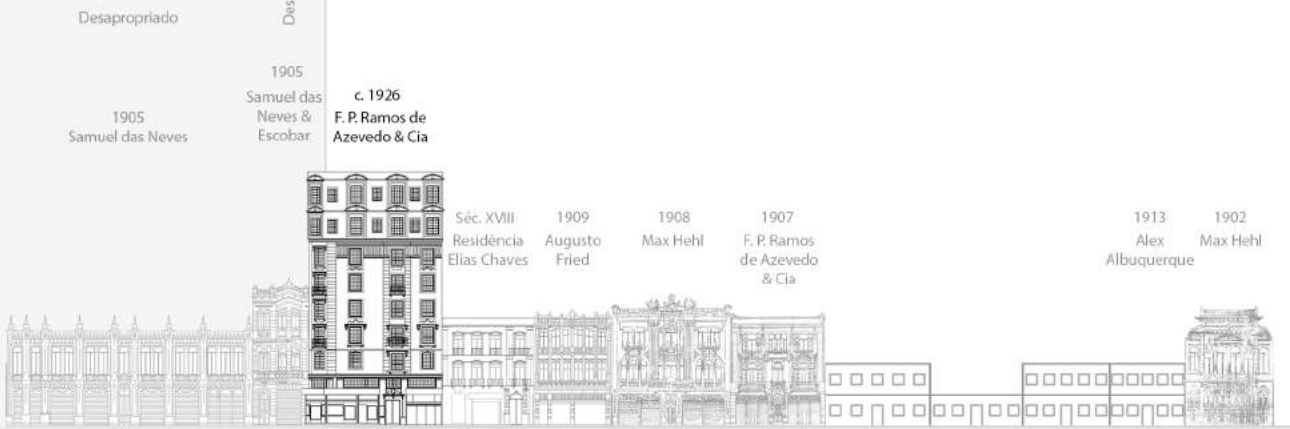 Desapropriado
Des
1905
Samuel das Neves
1905
Samuel das
Neves &
Escobar
c. 1926
F. P. Ramos de
Azevedo & Cia
Séc. XVIII
Residência
Elias Chaves
1909
Augusto
Fried
1908
Max Hehl
1907
F. P. Ramos
de Azevedo
& Cia
1913
Alex
Albuquerque
1902
Max Hehl